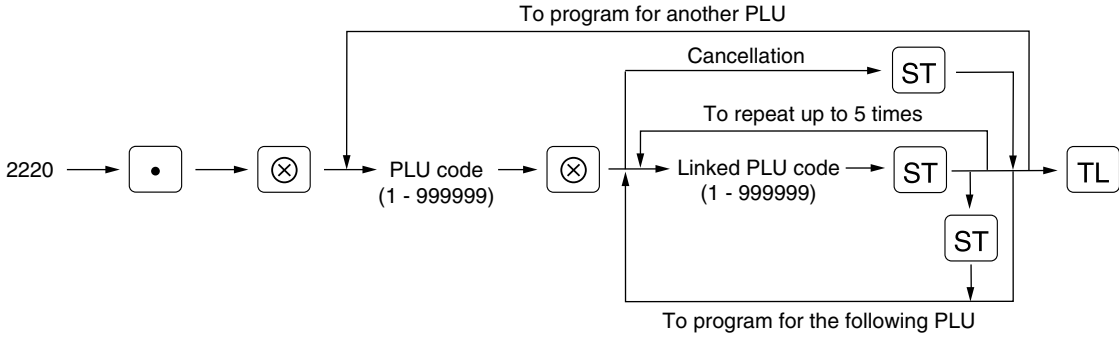 To program for another PLU
Cancellation
ST
To repeat up to 5 times
2220
•
⊗
PLU code
(1 - 999999)
⊗
Linked PLU code
(1 - 999999)
ST
TL
ST
To program for the following PLU